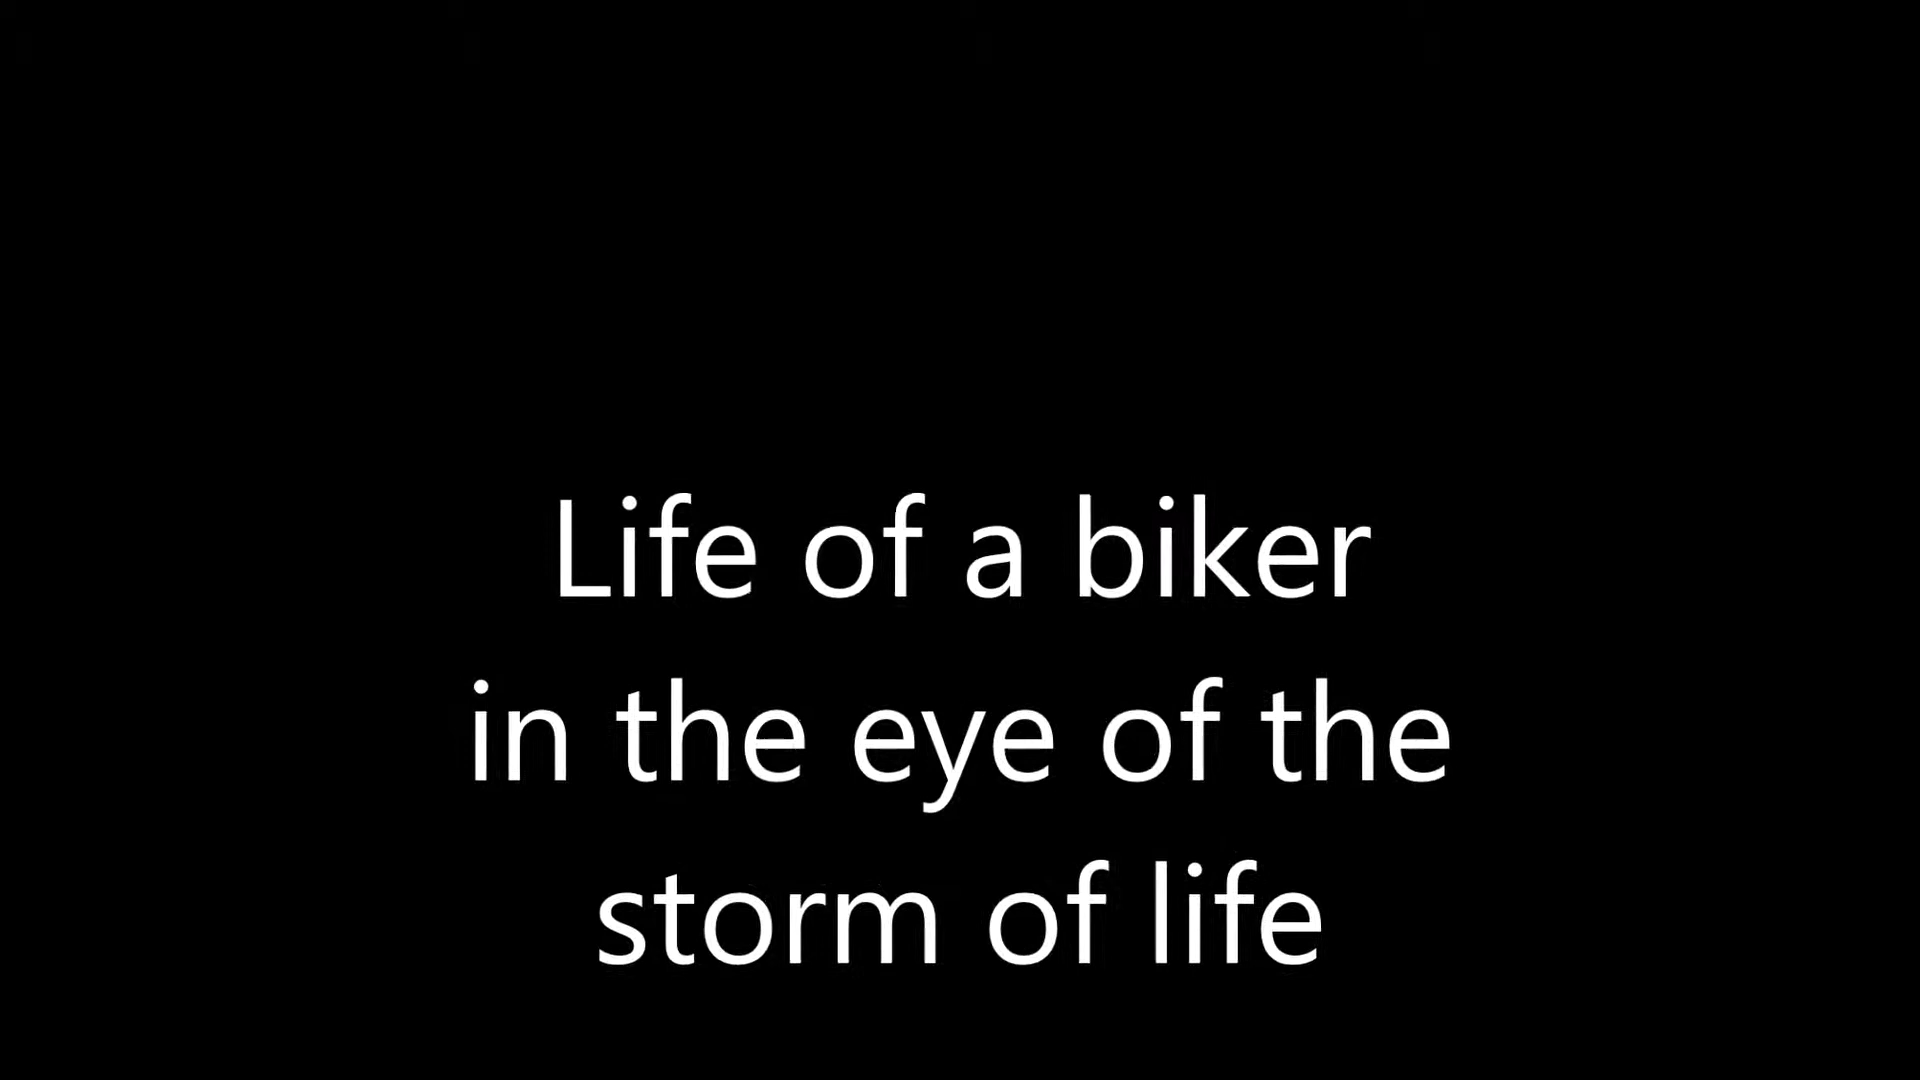 Life of a biker
in the eye of the
storm of life